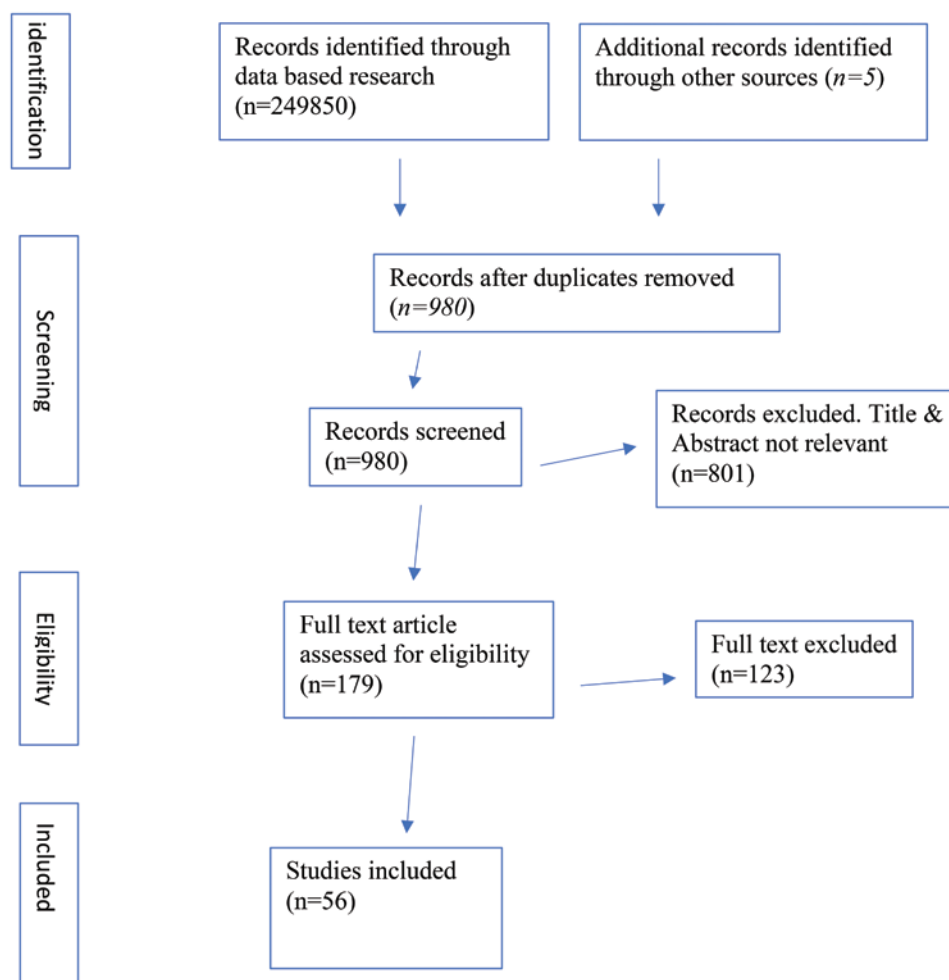 identification
Records identified through
data based research
(n=249850)
Additional records identified
through other sources (n=5)
Screening
Records after duplicates removed
(n=980)
Records screened
(n=980)
Records excluded. Title &
Abstract not relevant
(n=801)
Eligibility
Full text article
assessed for eligibility
(n=179)
Full text excluded
(n=123)
Included
Studies included
(n=56)